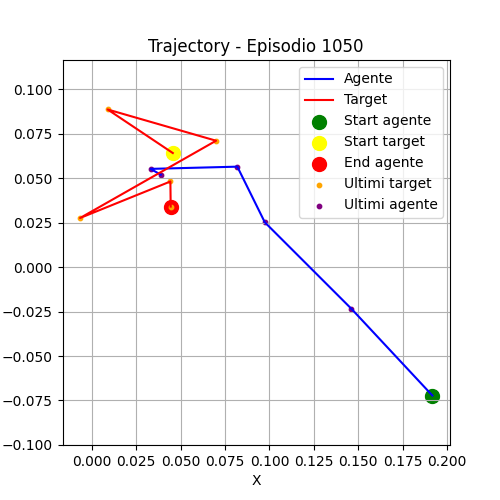 Trajectory - Episodio 1050
Agente
Target
Start agente
Start target
End agente
Ultimi target
Ultimi agente
0.100
0.075
0.050
0.025
0.000
−0.025
−0.050
−0.075
−0.100
0.000 0.025 0.050 0.075 0.100 0.125 0.150 0.175 0.200
X